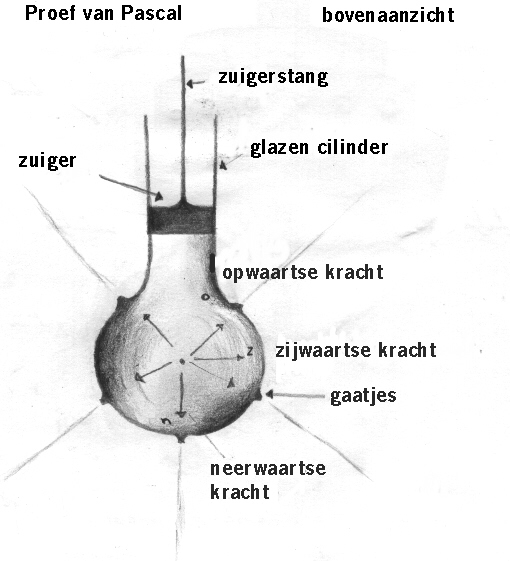 Proef van Pascal
bovenaanzicht
zuigerstang
glazen cilinder
zuiger
opwaartse kracht
o
z
zijwaartse kracht
gaatjes
neerwaartse
kracht